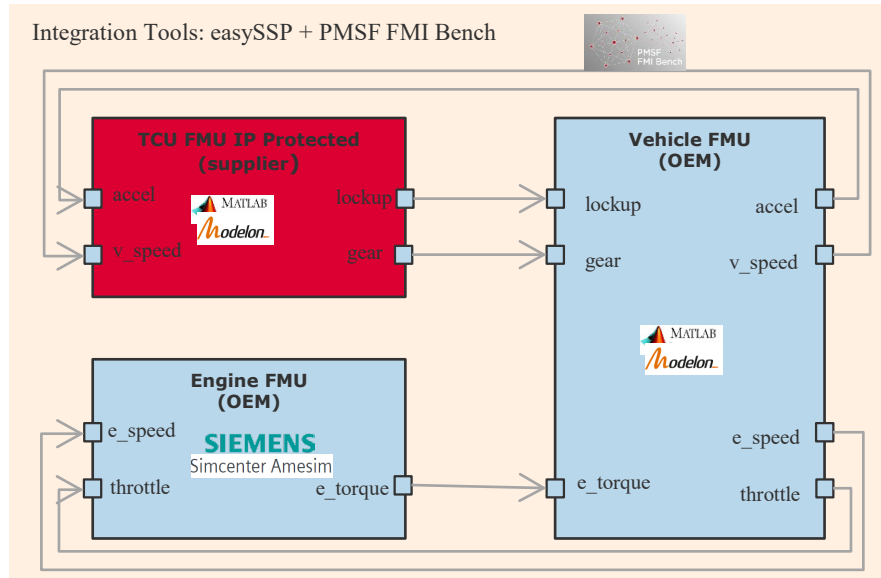 Integration Tools: easySSP + PMSF FMI Bench
PMSF
FMI Bench
TCU FMU IP Protected
(supplier)
accel
lockup
MATLAB
Modelon
v_speed
gear
Vehicle FMU
(OEM)
lockup
accel
gear
v_speed
MATLAB
Modelon
e_speed
e_torque
throttle
Engine FMU
(OEM)
e_speed
SIEMENS
Simcenter Amesim
throttle
e_torque